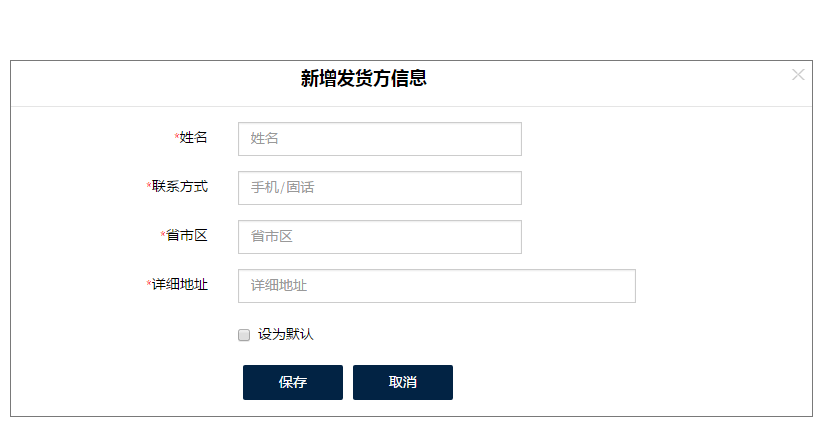 新增发货方信息
*姓名 姓名
*联系方式 手机/固话
*省市区 省市区
*详细地址 详细地址
设为默认
保存 取消